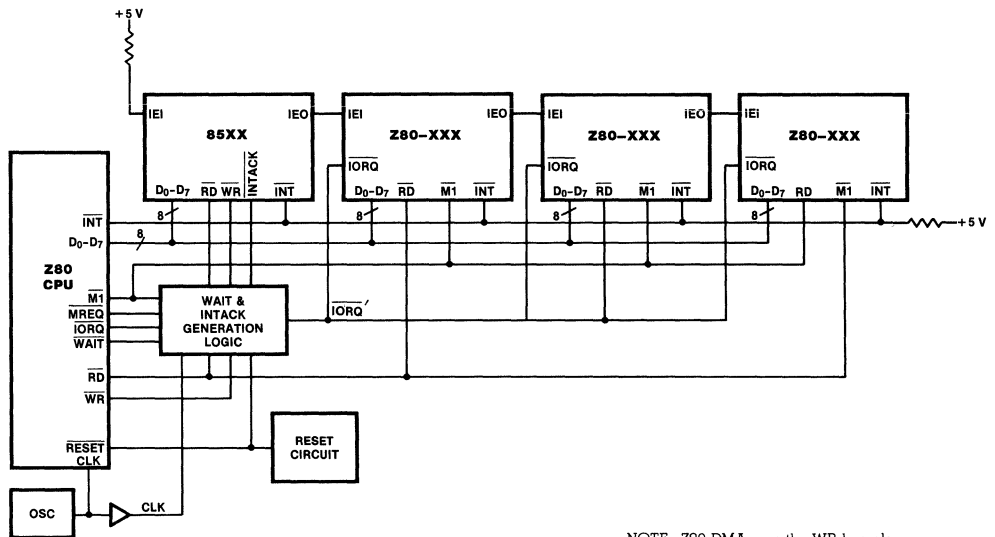 +5 V
IEI
IEO
85XX
D0–D7
RD
WR
INTACK
INT
8
IEI
IEO
Z80–XXX
IORQ
D0–D7
RD
M1
INT
8
IEI
iEO
Z80–XXX
IORQ
D0–D7
RD
M1
INT
8
iEi
Z80–XXX
IORQ
D0–D7
RD
M1
INT
8
+5 V
Z80
CPU
INT
D0–D7
8
M1
MREQ
IORQ
WAIT
RD
WR
RESET
CLK
WAIT &
INTACK
GENERATION
LOGIC
IORQ'
RESET
CIRCUIT
OSC
CLK